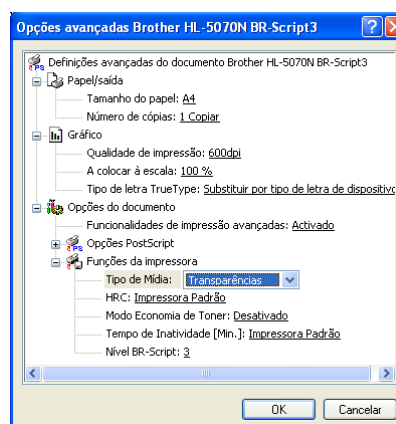 Opções avançadas Brother HL-5070N BR-Script3
Definições avançadas do documento Brother HL-5070N BR-Script3
Papel/saída
Tamanho do papel: A4
Número de cópias: 1 Copiar
Gráfico
Qualidade de impressão: 600dpi
A colocar à escala: 100 %
Tipo de letra TrueType: Substituir por tipo de letra de dispositivo
Opções do documento
Funcionalidades de impressão avançadas: Activado
Opções PostScript
Funções da impressora
Tipo de Mídia: Transparências
HRC: Impressora Padrão
Modo Economia de Toner: Desativado
Tempo de Inatividade [Min.]: Impressora Padrão
Nível BR-Script: 3
OK Cancelar